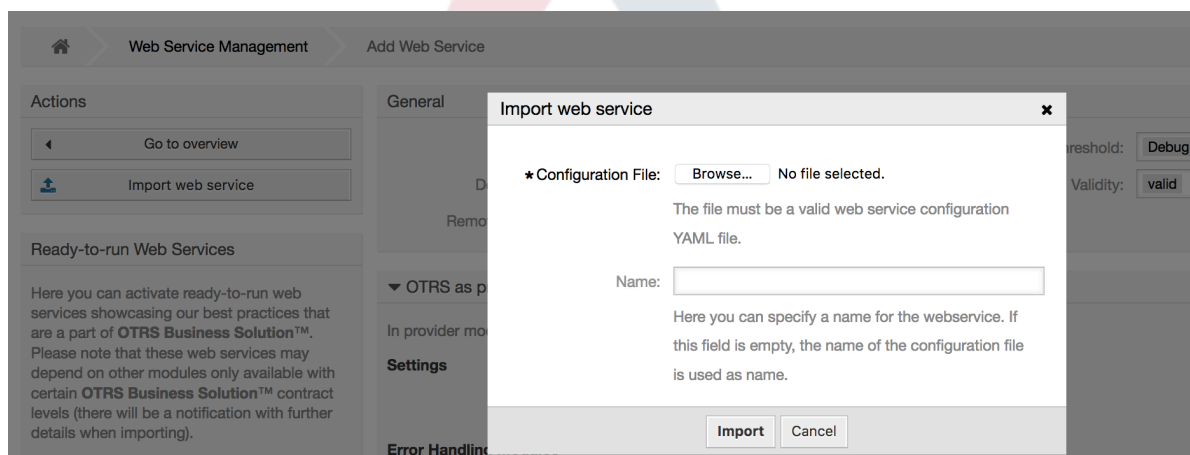 Web Service Management
Add Web Service
Actions
Go to overview
Import web service
Ready-to-run Web Services
Here you can activate ready-to-run web
services showcasing our best practices that
are a part of OTRS Business Solution™.
Please note that these web services may
depend on other modules only available with
certain OTRS Business Solution™ contract
levels (there will be a notification with further
details when importing).
General
Import web service
* Configuration File: Browse... No file selected.
The file must be a valid web service configuration
YAML file.
Name:
Here you can specify a name for the webservice. If
this field is empty, the name of the configuration file
is used as name.
Import Cancel
reshold: Debug
Validity: valid
Remo
OTRS as p
In provider mo
Settings
Error Handling